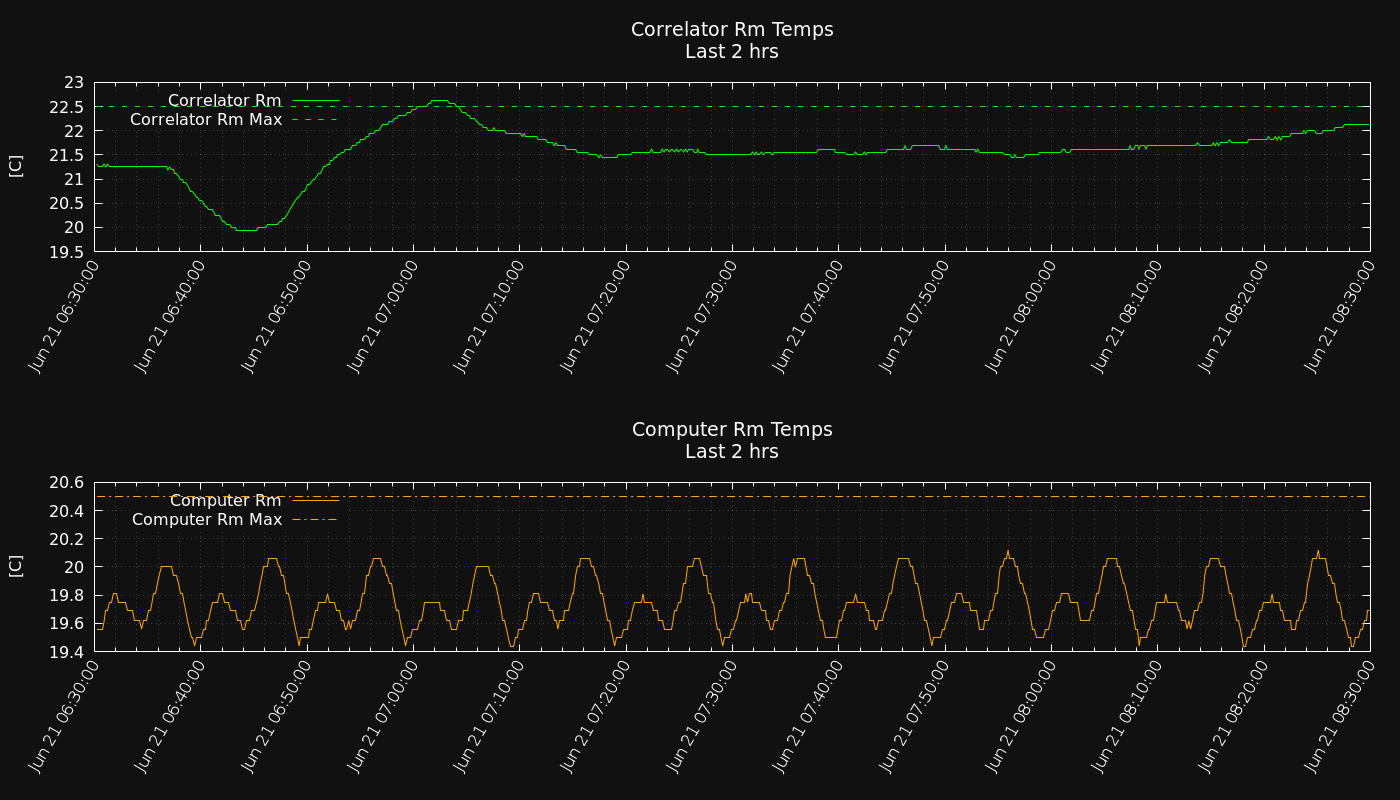 Correlator Rm Temps
Last 2 hrs
23
22.5
22
21.5
21
20.5
20
19.5
[C]
Correlator Rm
Correlator Rm Max
Jun 21 06:30:00
Jun 21 06:40:00
Jun 21 06:50:00
Jun 21 07:00:00
Jun 21 07:10:00
Jun 21 07:20:00
Jun 21 07:30:00
Jun 21 07:40:00
Jun 21 07:50:00
Jun 21 08:00:00
Jun 21 08:10:00
Jun 21 08:20:00
Jun 21 08:30:00
Computer Rm Temps
Last 2 hrs
20.6
20.4
20.2
20
19.8
19.6
19.4
[C]
Computer Rm
Computer Rm Max
Jun 21 06:30:00
Jun 21 06:40:00
Jun 21 06:50:00
Jun 21 07:00:00
Jun 21 07:10:00
Jun 21 07:20:00
Jun 21 07:30:00
Jun 21 07:40:00
Jun 21 07:50:00
Jun 21 08:00:00
Jun 21 08:10:00
Jun 21 08:20:00
Jun 21 08:30:00